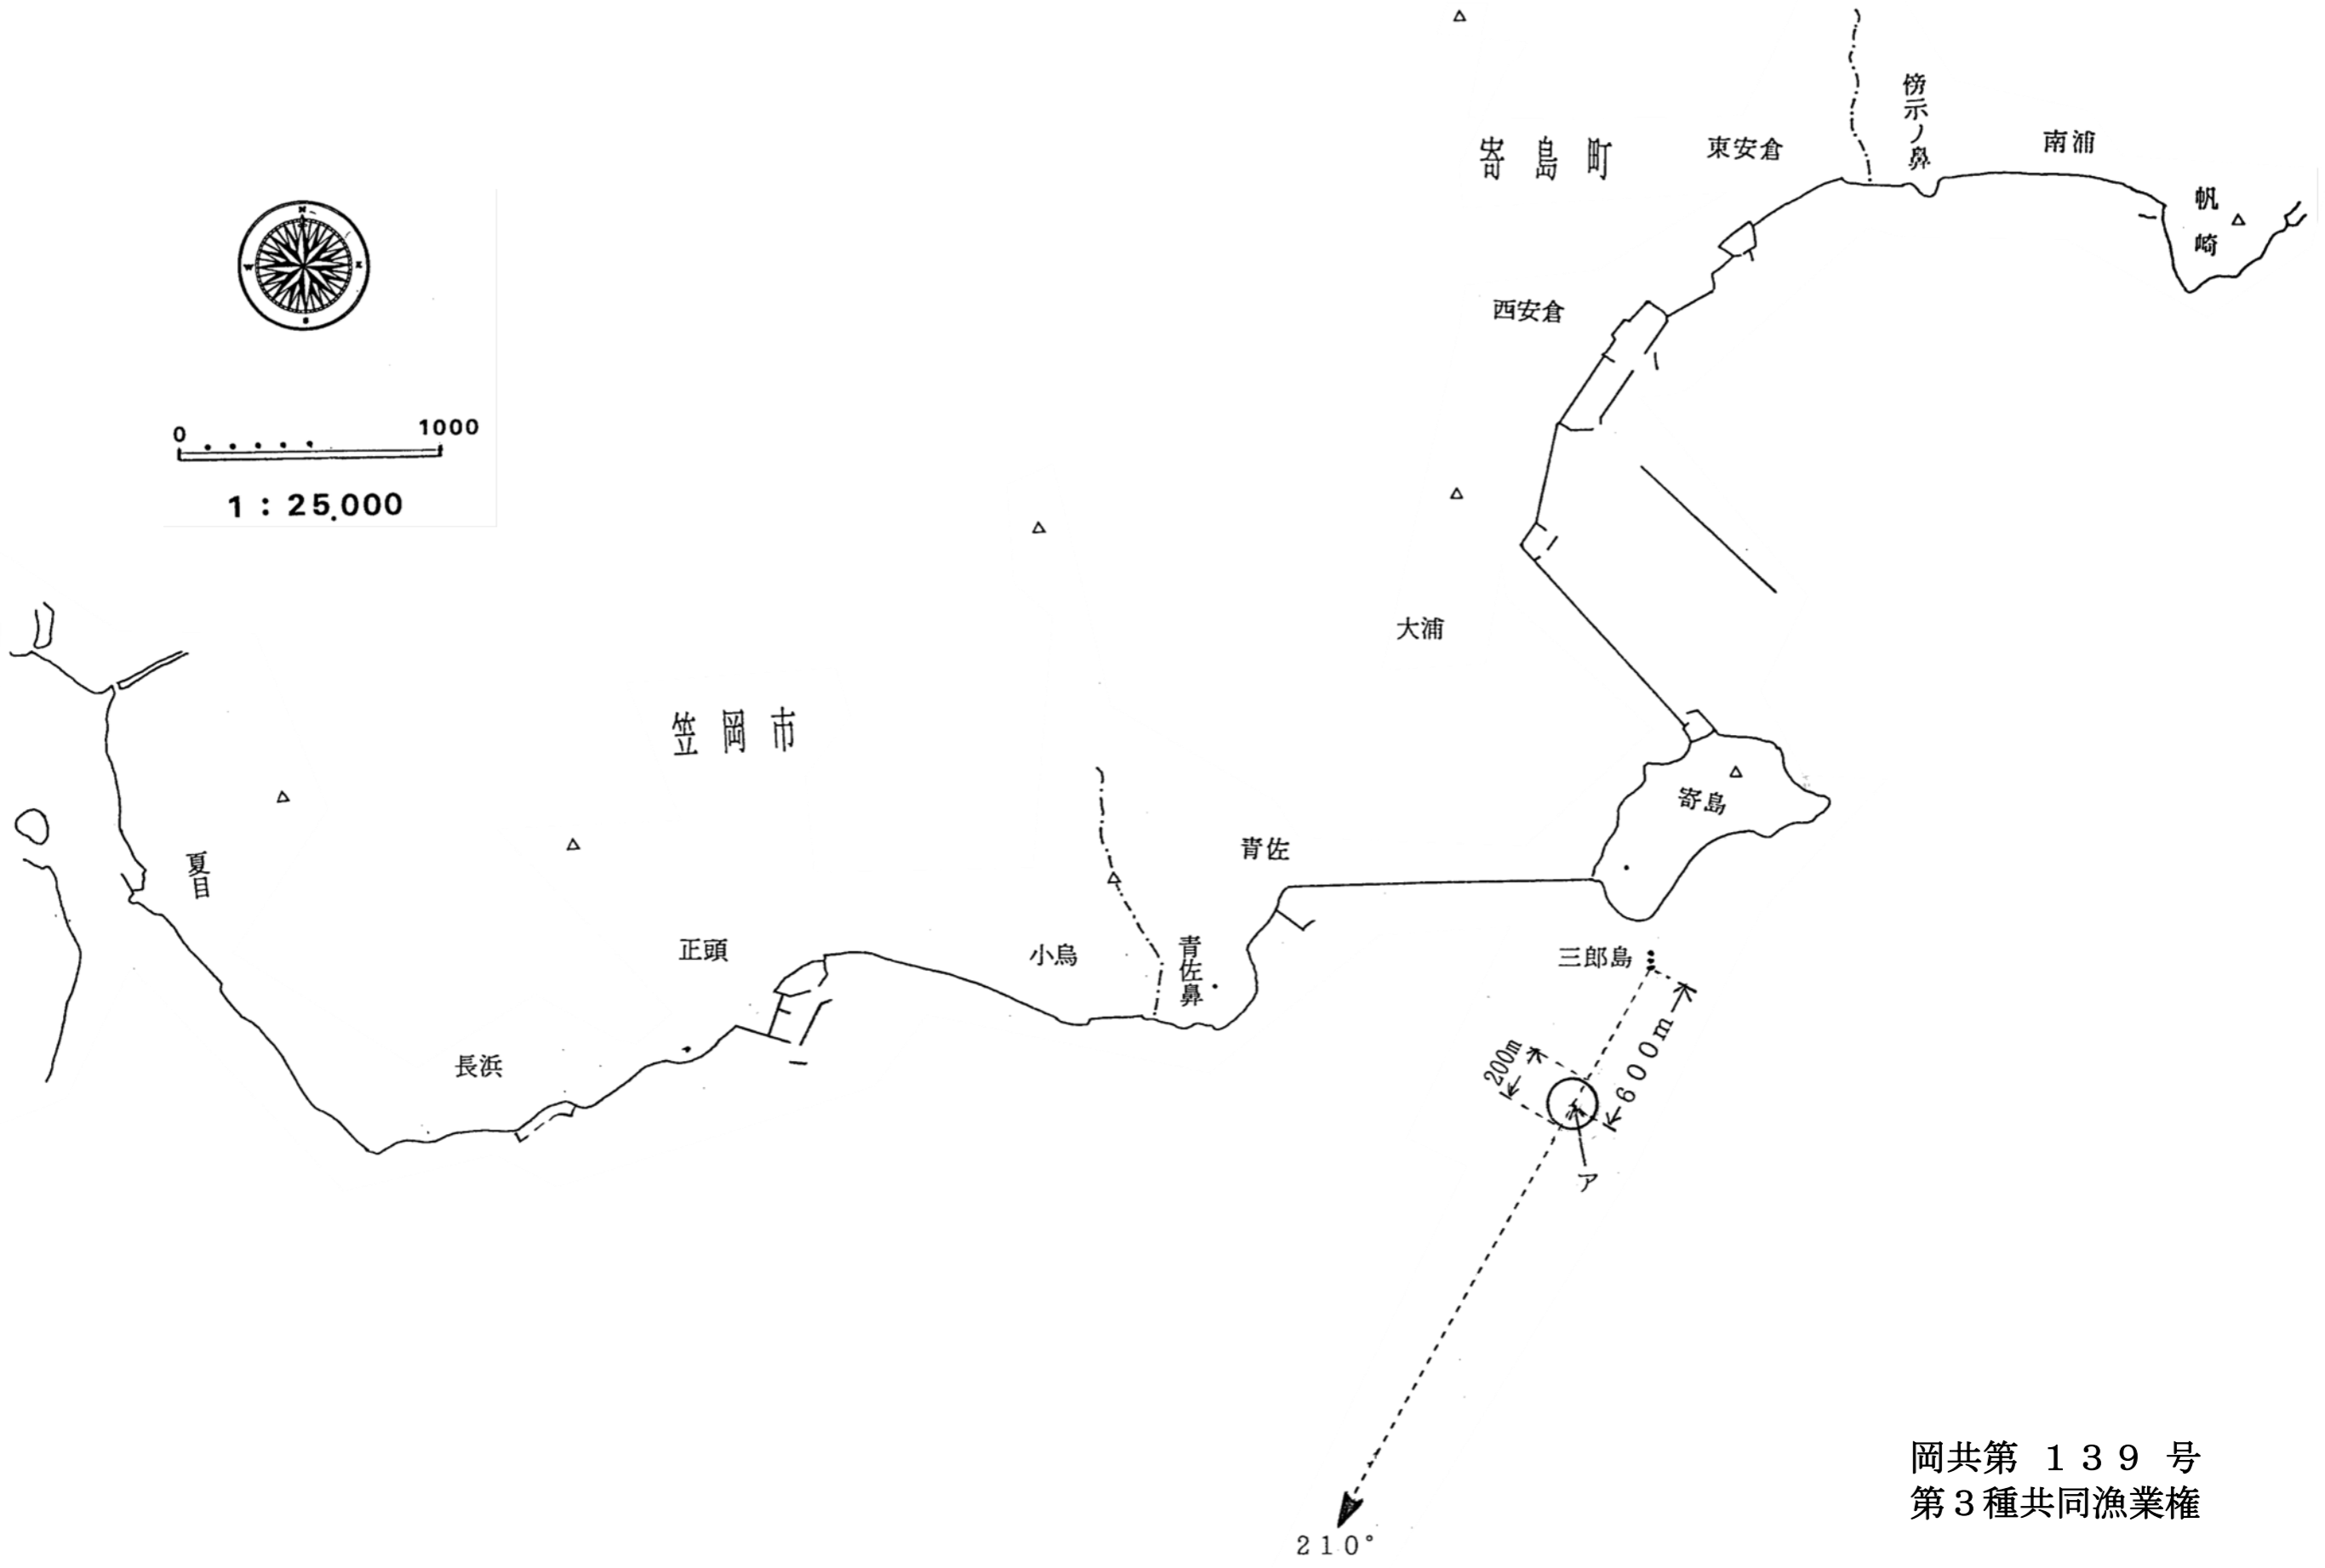 傍示ノ鼻
寄島町
東安倉
南浦
帆崎
N
W
E
S
西安倉
0
1000
1:25.000
大浦
笠岡市
寄島
夏目
青佐
正頭
小烏
青佐鼻
三郎島
長浜
200m
600m
ア
210°
岡共第 139 号
第3種共同漁業権